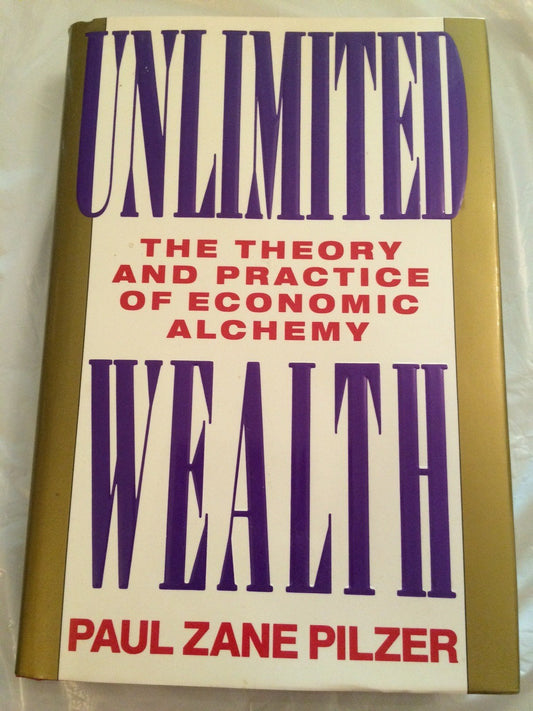 UNLIMITED
THE THEORY
AND PRACTICE
OF ECONOMIC
ALCHEMY
WEALTH
PAUL ZANE PILZER